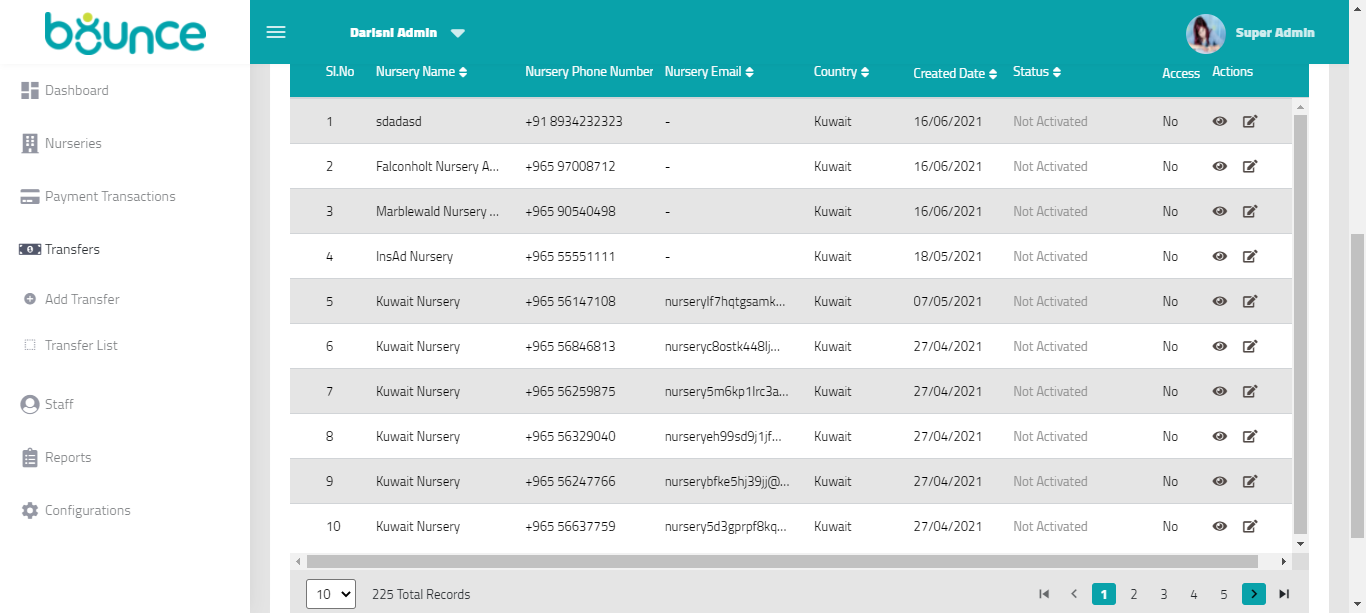 bounce
Darisni Admin
Super Admin
Dashboard
Nurseries
Payment Transactions
Transfers
Add Transfer
Transfer List
Staff
Reports
Configurations
Sl.No Nursery Name Nursery Phone Number Nursery Email Country Created Date Status Access Actions
1 sdadasd +91 8934232323 - Kuwait 16/06/2021 Not Activated No
2 Falconholt Nursery A... +965 97008712 - Kuwait 16/06/2021 Not Activated No
3 Marblewald Nursery ... +965 90540498 - Kuwait 16/06/2021 Not Activated No
4 InsAd Nursery +965 55551111 - Kuwait 18/05/2021 Not Activated No
5 Kuwait Nursery +965 56147108 nurserylf7hqtgsamk... Kuwait 07/05/2021 Not Activated No
6 Kuwait Nursery +965 56846813 nurseryc8ostk448lj... Kuwait 27/04/2021 Not Activated No
7 Kuwait Nursery +965 56259875 nursery5m6kp1lrc3a... Kuwait 27/04/2021 Not Activated No
8 Kuwait Nursery +965 56329040 nurseryeh99sd9j1jf... Kuwait 27/04/2021 Not Activated No
9 Kuwait Nursery +965 56247766 nurserybfke5hj39jj@... Kuwait 27/04/2021 Not Activated No
10 Kuwait Nursery +965 56637759 nursery5d3gprpf8kq... Kuwait 27/04/2021 Not Activated No
10 225 Total Records 1 2 3 4 5